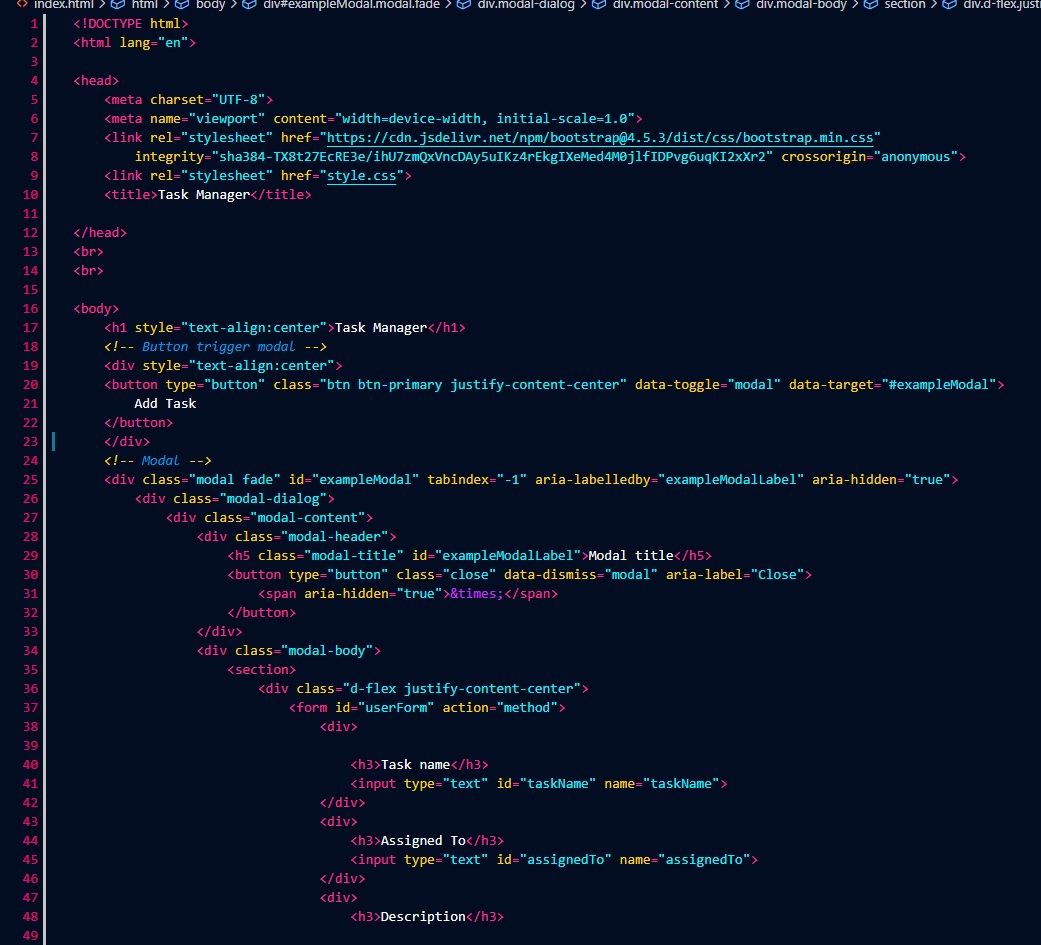 index.html > html > body > div#exampleModal.modal.fade > div.modal-dialog > div.modal-content > div.modal-body > section > div.d-flex.justi
1 <!DOCTYPE html>
2 <html lang="en">
3
4 <head>
5 <meta charset="UTF-8">
6 <meta name="viewport" content="width=device-width, initial-scale=1.0">
7 <link rel="stylesheet" href="https://cdn.jsdelivr.net/npm/bootstrap@4.5.3/dist/css/bootstrap.min.css"
8 integrity="sha384-TX8t27EcRE3e/ihU7zmQxVncDAy5uIKz4rEkgIXeMed4M0jlfIDPvg6uqKI2xXr2" crossorigin="anonymous">
9 <link rel="stylesheet" href="style.css">
10 <title>Task Manager</title>
11
12 </head>
13 <br>
14 <br>
15
16 <body>
17 <h1 style="text-align:center">Task Manager</h1>
18 <!-- Button trigger modal -->
19 <div style="text-align:center">
20 <button type="button" class="btn btn-primary justify-content-center" data-toggle="modal" data-target="#exampleModal">
21 Add Task
22 </button>
23 </div>
24 <!-- Modal -->
25 <div class="modal fade" id="exampleModal" tabindex="-1" aria-labelledby="exampleModalLabel" aria-hidden="true">
26 <div class="modal-dialog">
27 <div class="modal-content">
28 <div class="modal-header">
29 <h5 class="modal-title" id="exampleModalLabel">Modal title</h5>
30 <button type="button" class="close" data-dismiss="modal" aria-label="Close">
31 <span aria-hidden="true">&times;</span>
32 </button>
33 </div>
34 <div class="modal-body">
35 <section>
36 <div class="d-flex justify-content-center">
37 <form id="userForm" action="method">
38 <div>
39
40 <h3>Task name</h3>
41 <input type="text" id="taskName" name="taskName">
42 </div>
43 <div>
44 <h3>Assigned To</h3>
45 <input type="text" id="assignedTo" name="assignedTo">
46 </div>
47 <div>
48 <h3>Description</h3>
49